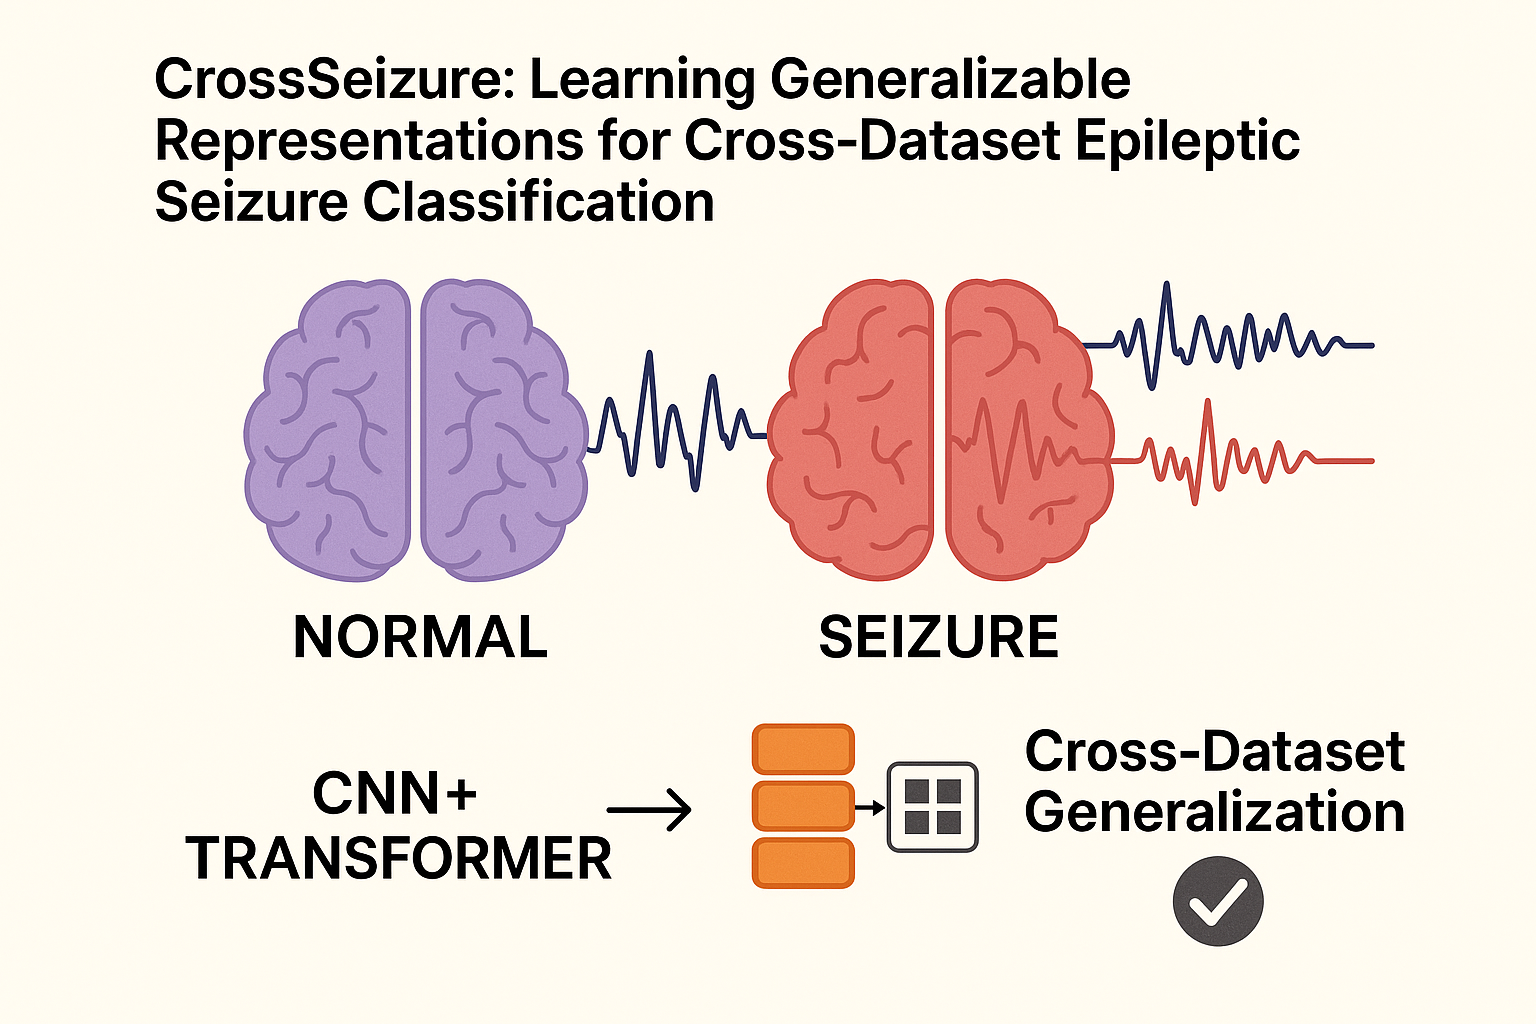 CrossSeizure: Learning Generalizable
Representations for Cross-Dataset Epileptic
Seizure Classification
NORMAL
SEIZURE
CNN+
TRANSFORMER
Cross-Dataset
Generalization